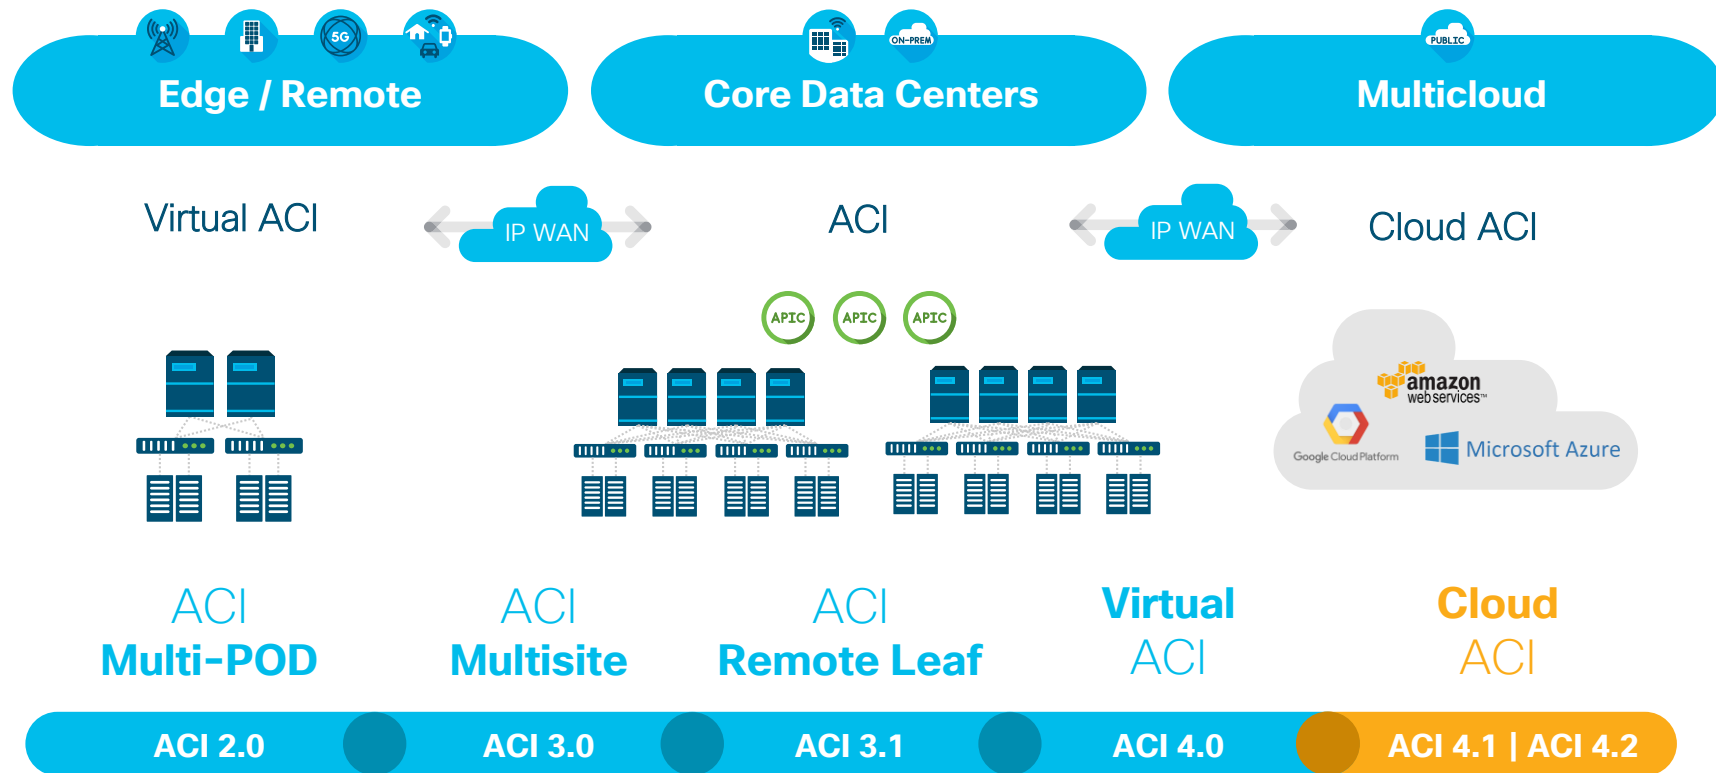 5G
ON-PREM
PUBLIC
Edge / Remote
Core Data Centers
Multicloud
Virtual ACI
IP WAN
ACI
IP WAN
Cloud ACI
APIC
APIC
APIC
amazon
web services™
Google Cloud Platform
Microsoft Azure
ACI
Multi-POD
ACI
Multisite
ACI
Remote Leaf
Virtual
ACI
Cloud
ACI
ACI 2.0
ACI 3.0
ACI 3.1
ACI 4.0
ACI 4.1 | ACI 4.2